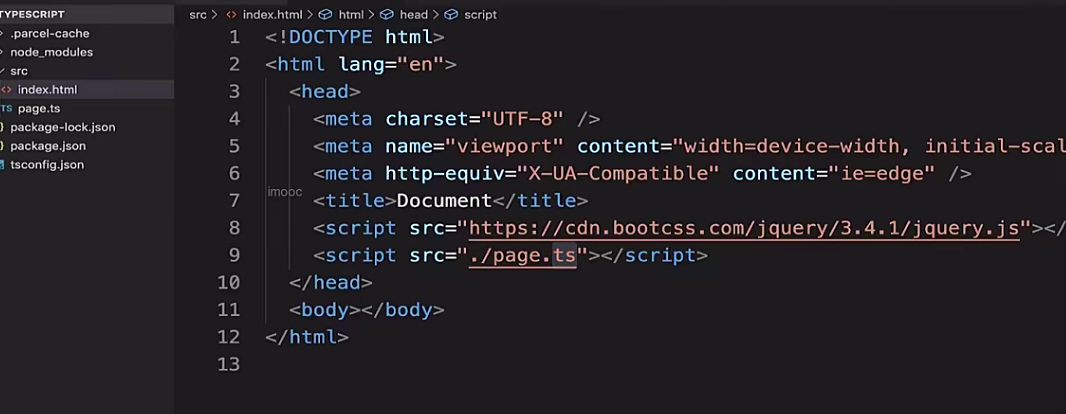 TYPESCRIPT
.parcel-cache
node_modules
src
index.html
page.ts
package-lock.json
package.json
tsconfig.json
src > index.html > html > head > script
1 <!DOCTYPE html>
2 <html lang="en">
3 <head>
4 <meta charset="UTF-8" />
5 <meta name="viewport" content="width=device-width, initial-scal
6 <meta http-equiv="X-UA-Compatible" content="ie=edge" />
imooc
7 <title>Document</title>
8 <script src="https://cdn.bootcss.com/jquery/3.4.1/jquery.js"></
9 <script src="./page.ts"></script>
10 </head>
11 <body></body>
12 </html>
13